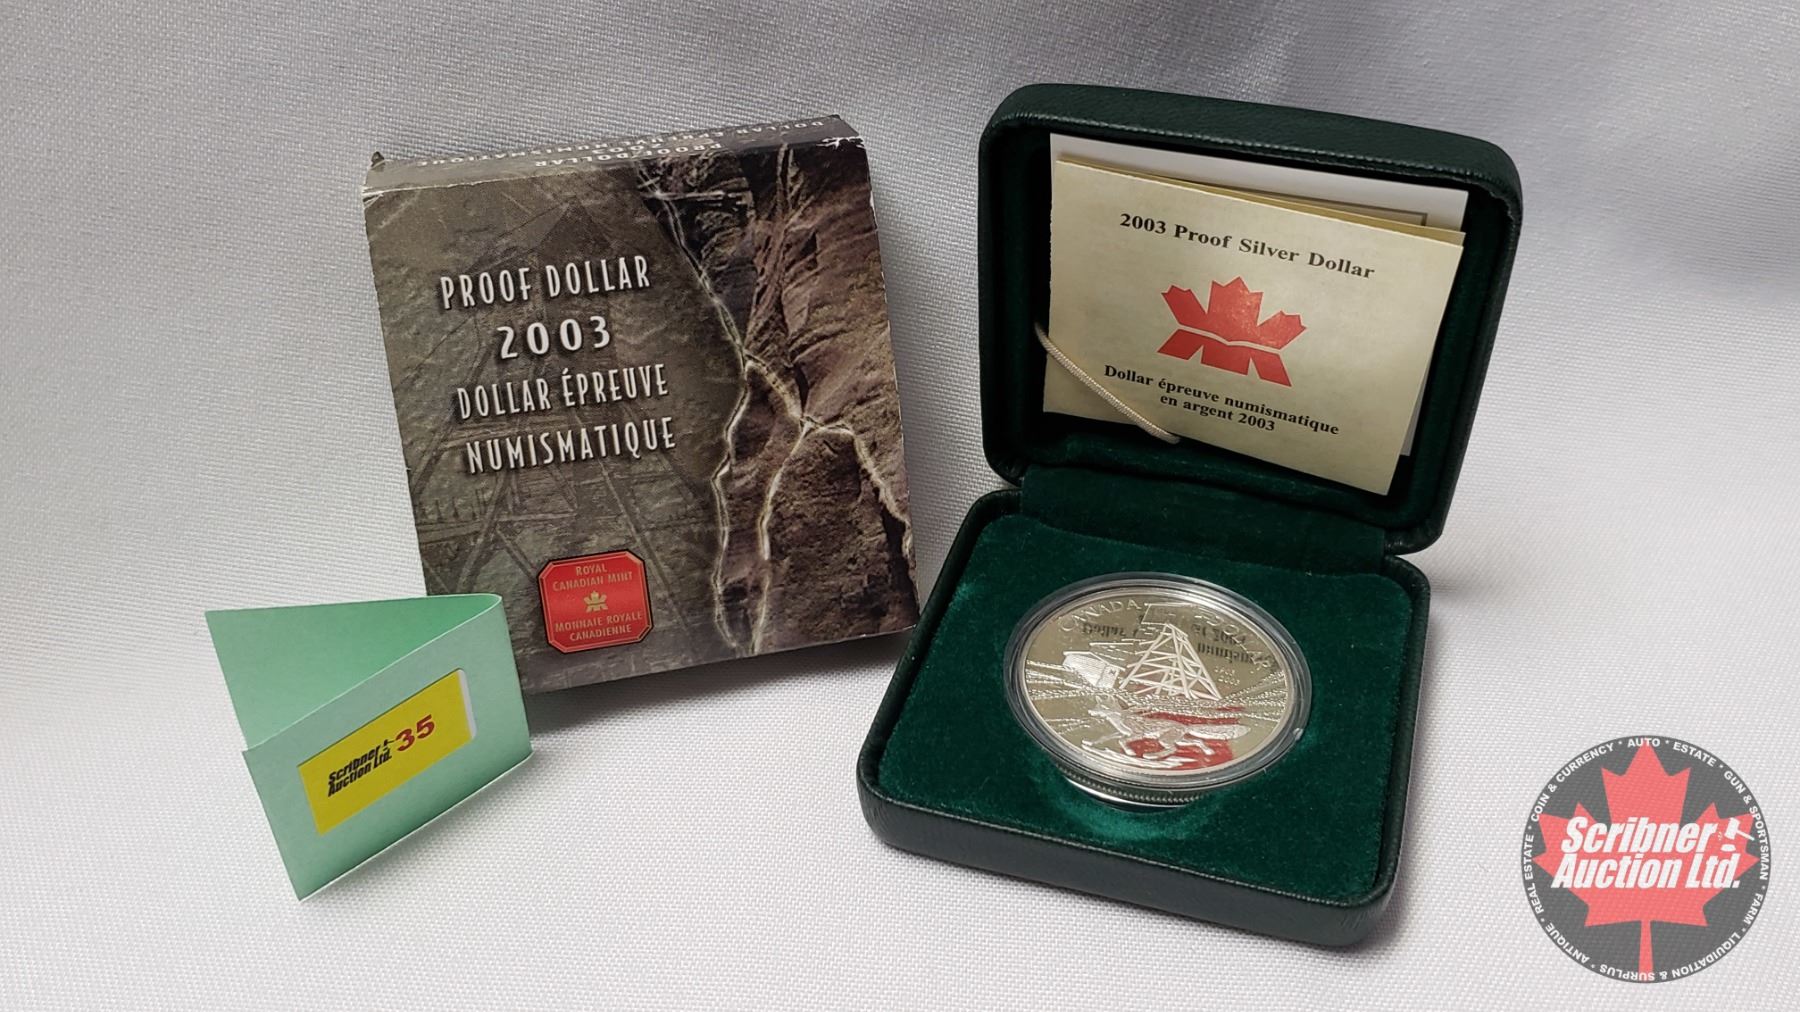 PROOF DOLLAR
2003
DOLLAR ÉPREUVE
NUMISMATIQUE
ROYAL
CANADIAN MINT
MONNAIE ROYALE
CANADIENNE
Scribner
Auction Ltd.
35
2003 Proof Silver Dollar
Dollar épreuve numismatique
en argent 2003
CANADA
Scribner
Auction Ltd.
COIN & CURRENCY * AUTO * ESTATE * GUN & SPORTSMAN * FARM * LIQUIDATION & SURPLUS * ANTIQUE * REAL ESTATE *